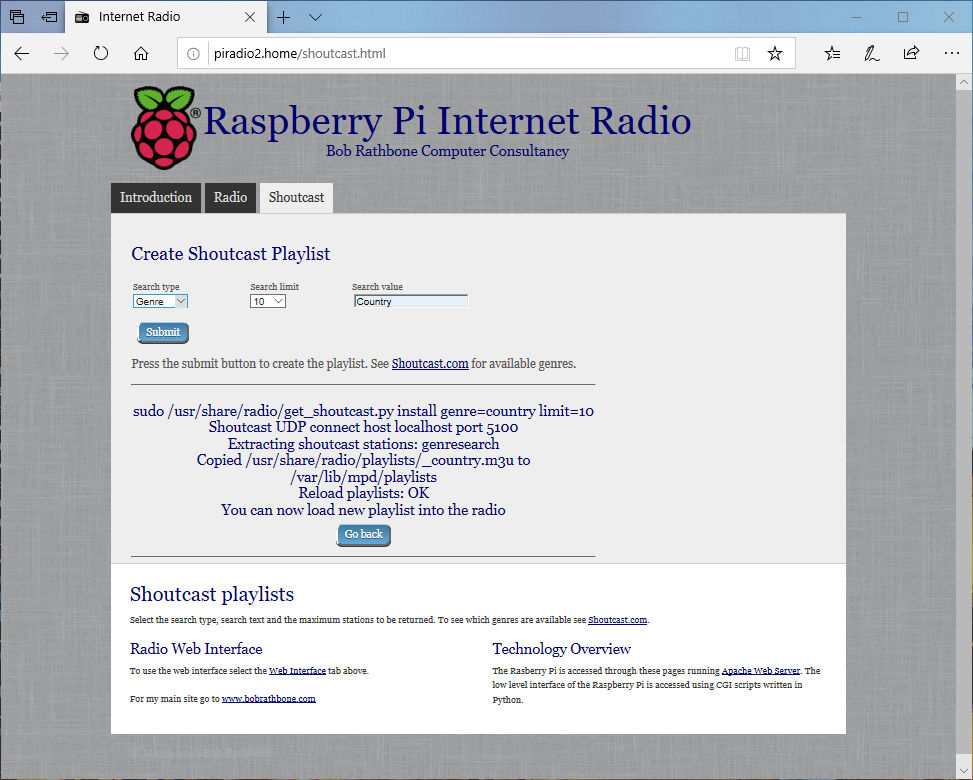 Internet Radio
piradio2.home/shoutcast.html
Raspberry Pi Internet Radio
®
Bob Rathbone Computer Consultancy
Introduction Radio Shoutcast
Create Shoutcast Playlist
Search type Search limit Search value
Genre 10 Country
Submit
Press the submit button to create the playlist. See Shoutcast.com for available genres.
sudo /usr/share/radio/get_shoutcast.py install genre=country limit=10
Shoutcast UDP connect host localhost port 5100
Extracting shoutcast stations: genresearch
Copied /usr/share/radio/playlists/_country.m3u to
/var/lib/mpd/playlists
Reload playlists: OK
You can now load new playlist into the radio
Go back
Shoutcast playlists
Select the search type, search text and the maximum stations to be returned. To see which genres are available see Shoutcast.com.
Radio Web Interface
To use the web interface select the Web Interface tab above.
For my main site go to www.bobrathbone.com
Technology Overview
The Rasberry Pi is accessed through these pages running Apache Web Server. The
low level interface of the Raspberry Pi is accessed using CGI scripts written in
Python.